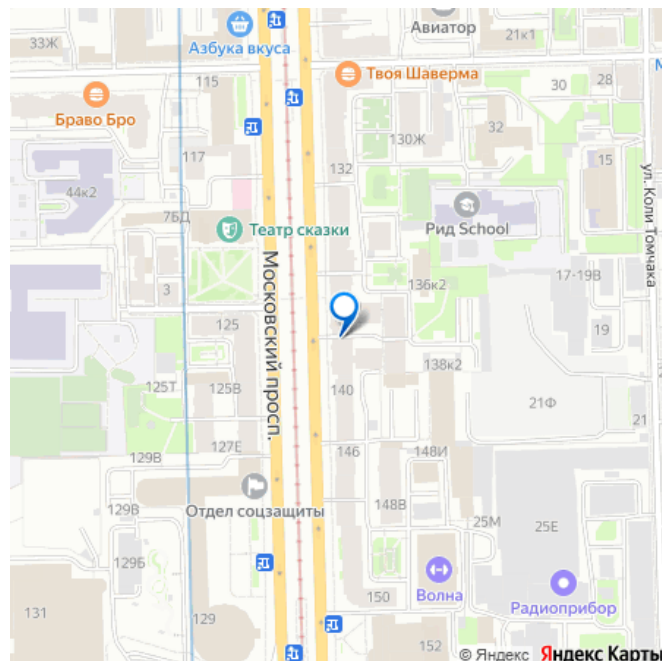 33Ж
Азбука вкуса
Авиатор
21к1
115
Твоя Шаверма
Браво Бро
30
28
М
130Ж
32
117
132
15
ул. Коли Томчака
44к2
7БД
Театр сказки
Рид School
Московский просп.
3
136к2
17-19В
125
19
138к2
125Т
125В
140
21Ф
21
127Е
129В
146
148И
Отдел соцзащиты
129В
148В
25М
25Е
129Б
Волна
Радиоприбор
131
129
150
152
© Яндекс Яндекс Карты